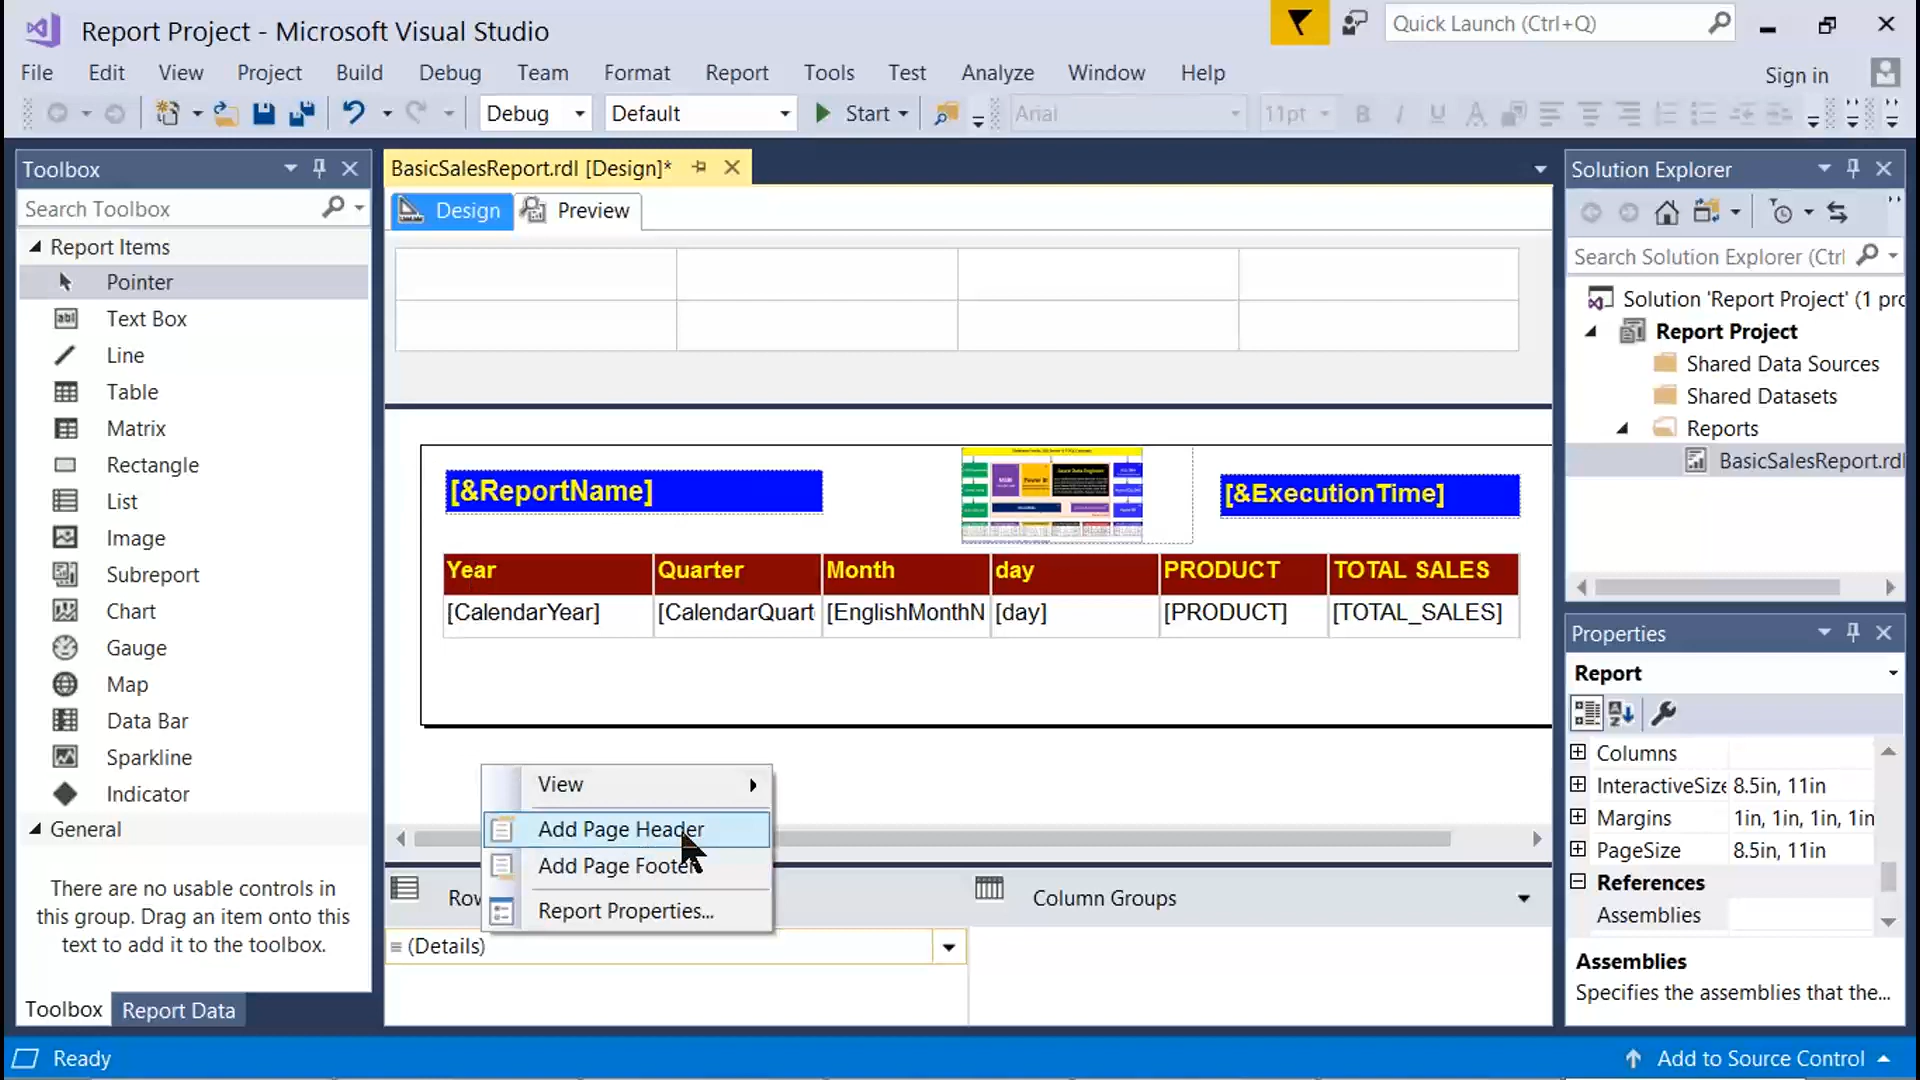 Report Project - Microsoft Visual Studio
Quick Launch (Ctrl+Q)
File Edit View Project Build Debug Team Format Report Tools Test Analyze Window Help
Sign in
Debug Default Start Arial 11pt B I U A
Toolbox
Search Toolbox
Report Items
Pointer
Text Box
Line
Table
Matrix
Rectangle
List
Image
Subreport
Chart
Gauge
Map
Data Bar
Sparkline
Indicator
General
There are no usable controls in
this group. Drag an item onto this
text to add it to the toolbox.
Toolbox Report Data
BasicSalesReport.rdl [Design]*
Design Preview
[&ReportName]
[&ExecutionTime]
Year Quarter Month day PRODUCT TOTAL SALES
[CalendarYear] [CalendarQuart [EnglishMonthN [day] [PRODUCT] [TOTAL_SALES]
View
Add Page Header
Add Page Footer
Report Properties...
Row
Column Groups
(Details)
Solution Explorer
Search Solution Explorer (Ctrl
Solution 'Report Project' (1 pro
Report Project
Shared Data Sources
Shared Datasets
Reports
BasicSalesReport.rdl
Properties
Report
Columns
InteractiveSize 8.5in, 11in
Margins 1in, 1in, 1in, 1in
PageSize 8.5in, 11in
References
Assemblies
Assemblies
Specifies the assemblies that the...
Ready
Add to Source Control